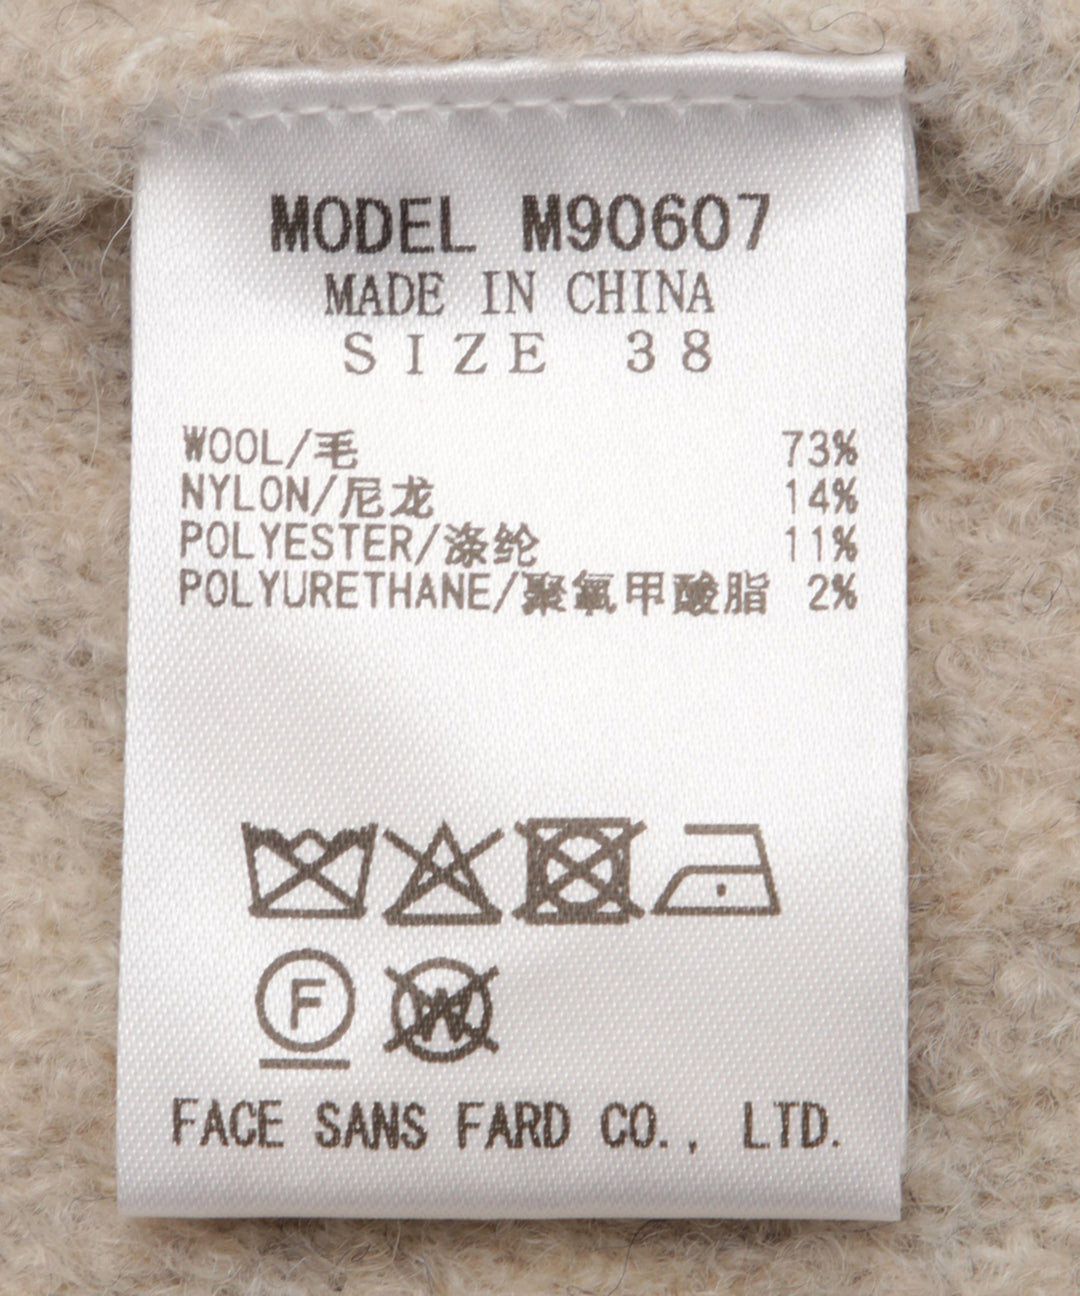 MODEL M90607
MADE IN CHINA
SIZE 38
WOOL/毛 73%
NYLON/尼龙 14%
POLYESTER/涤纶 11%
POLYURETHANE/聚氧甲酸脂 2%
F W
FACE SANS FARD CO., LTD.